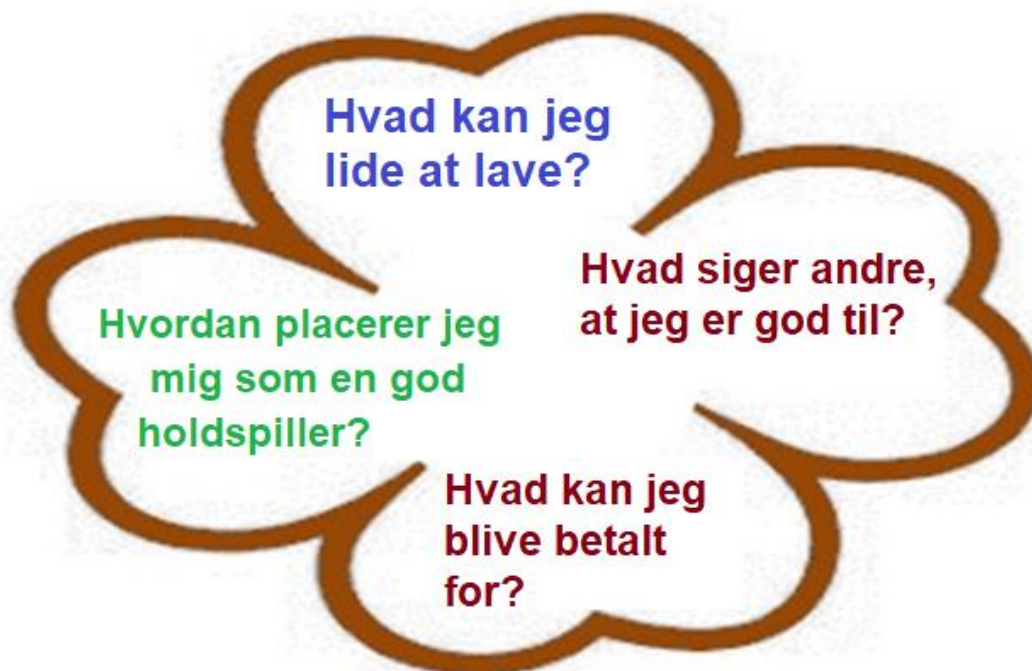 Hvad kan jeg
lide at lave?
Hvad siger andre,
at jeg er god til?
Hvordan placerer jeg
mig som en god
holdspiller?
Hvad kan jeg
blive betalt
for?